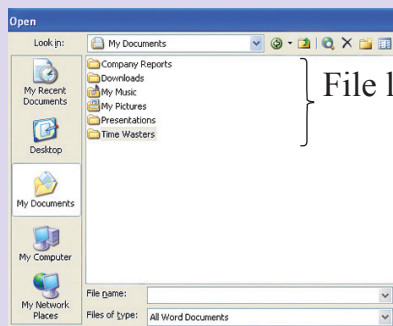 Open
Look in:
My Documents
My Recent
Documents
Desktop
My Documents
My Computer
My Network
Places
Company Reports
Downloads
My Music
My Pictures
Presentations
Time Wasters
File l
File name:
Files of type:
All Word Documents